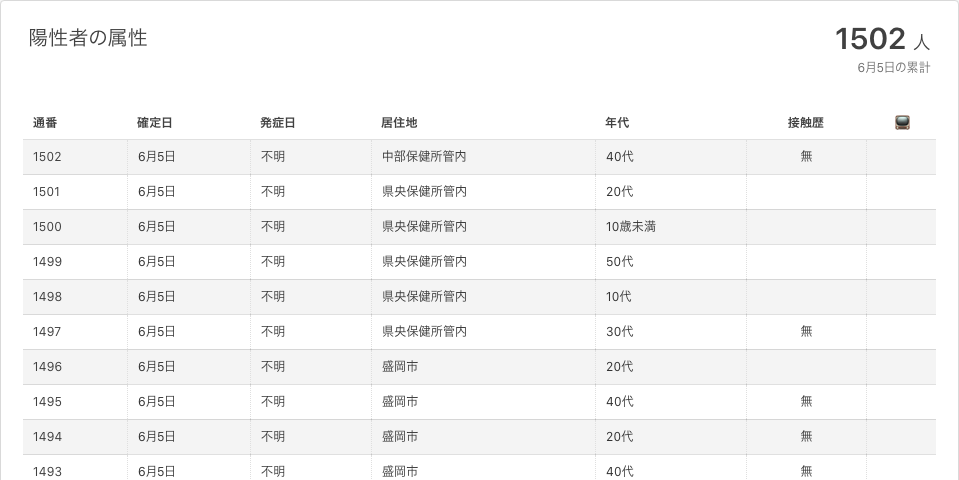 陽性者の属性
1502 人
6月5日の累計
通番 確定日 発症日 居住地 年代 接触歴
1502 6月5日 不明 中部保健所管内 40代 無
1501 6月5日 不明 県央保健所管内 20代
1500 6月5日 不明 県央保健所管内 10歳未満
1499 6月5日 不明 県央保健所管内 50代
1498 6月5日 不明 県央保健所管内 10代
1497 6月5日 不明 県央保健所管内 30代 無
1496 6月5日 不明 盛岡市 20代
1495 6月5日 不明 盛岡市 40代 無
1494 6月5日 不明 盛岡市 20代 無
1493 6月5日 不明 盛岡市 40代 無